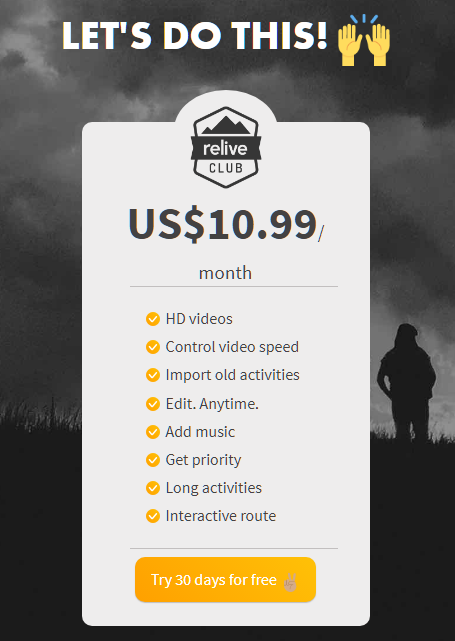 LET'S DO THIS! 🙌
relive
CLUB
US$10.99/
month
HD videos
Control video speed
Import old activities
Edit. Anytime.
Add music
Get priority
Long activities
Interactive route
Try 30 days for free ✌